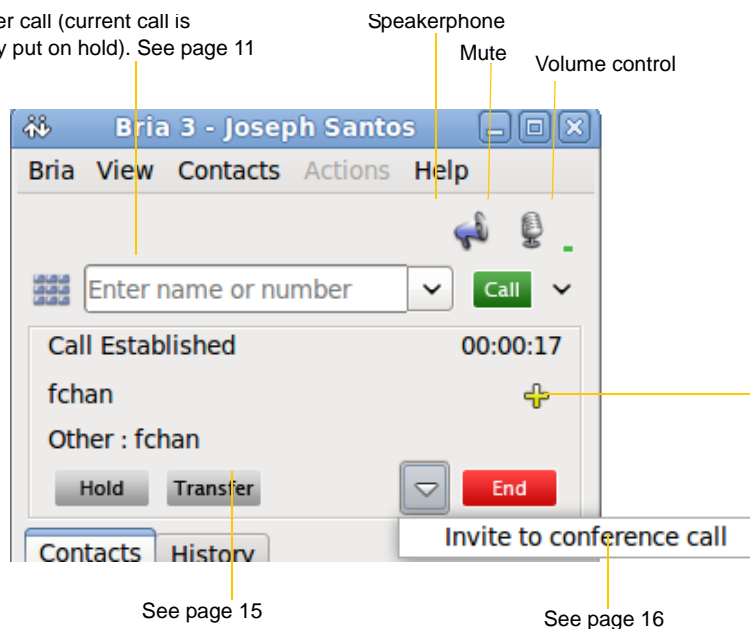 er call (current call is
y put on hold). See page 11
Speakerphone
Mute
Volume control
Bria 3 - Joseph Santos
Bria View Contacts Actions Help
Enter name or number
Call
Call Established 00:00:17
fchan
Other : fchan
Hold Transfer End
Invite to conference call
Contacts History
See page 15
See page 16